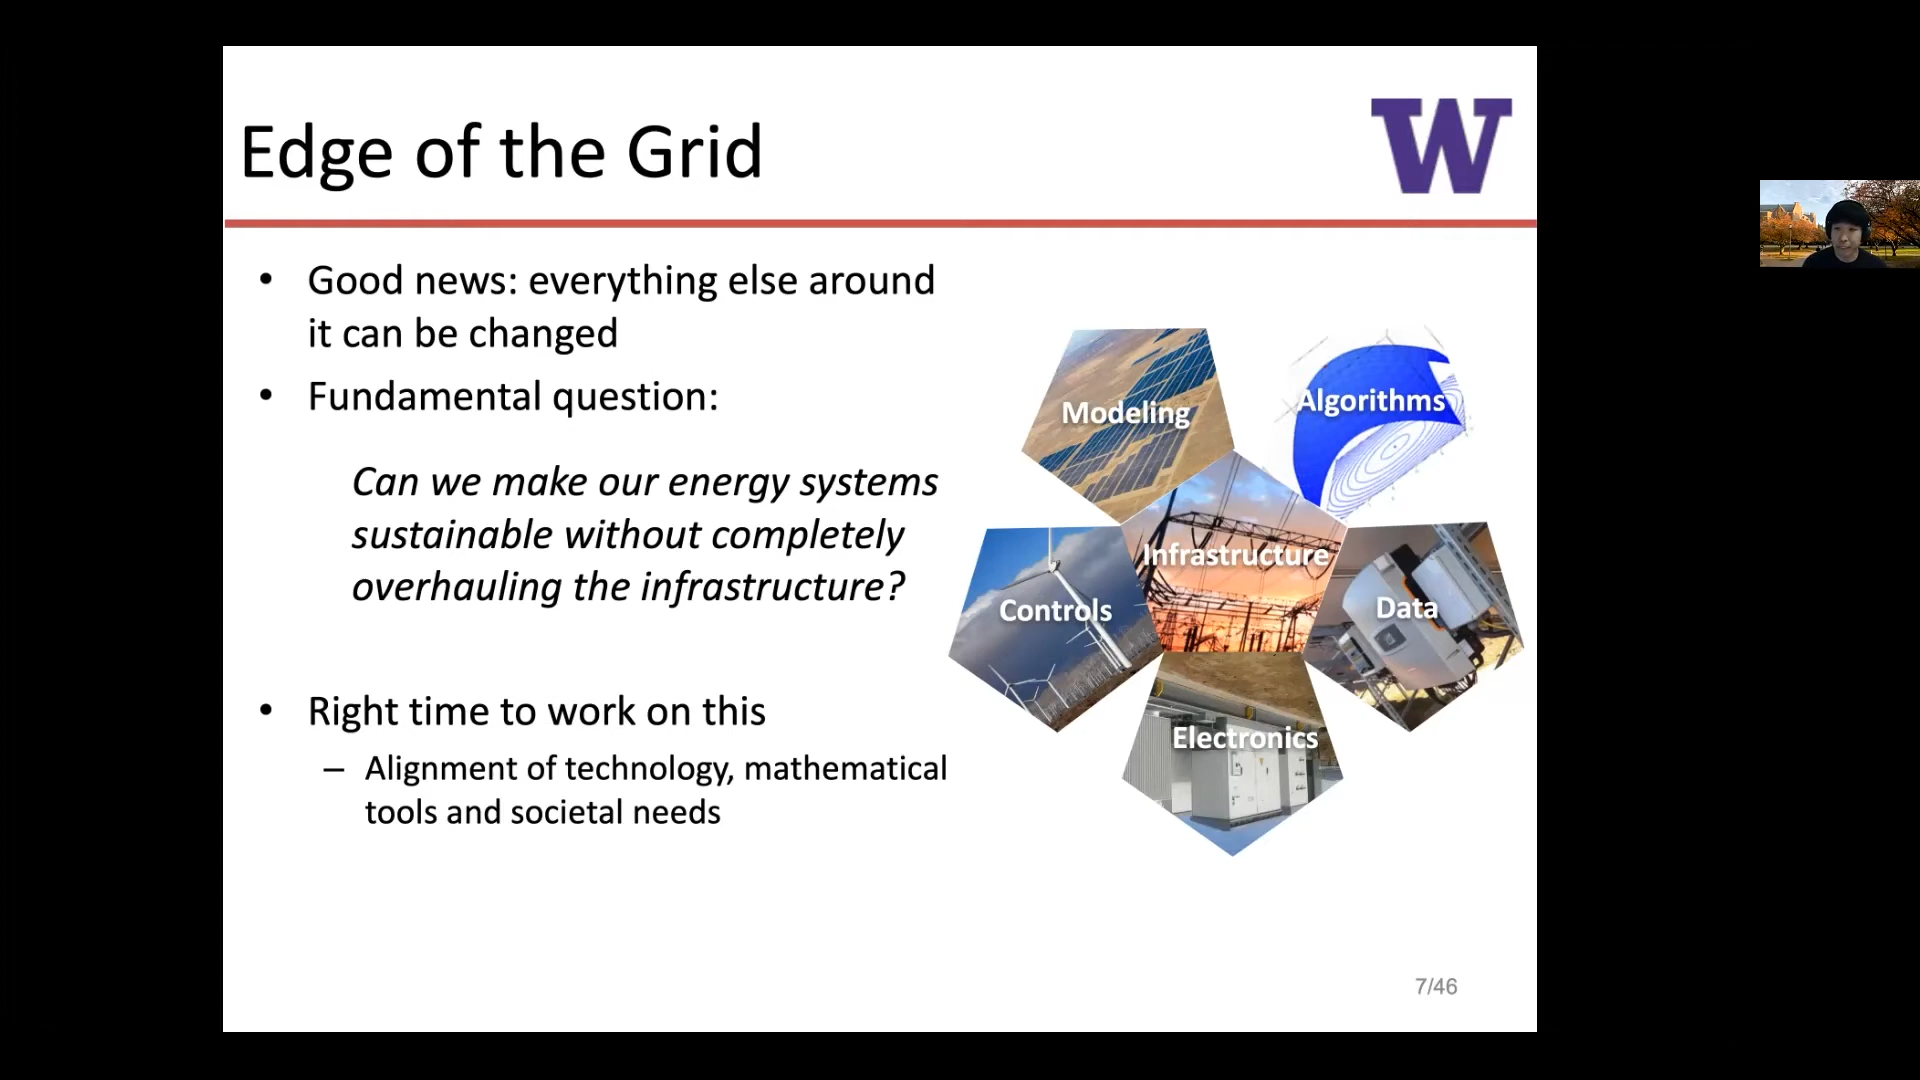 Edge of the Grid
W
• Good news: everything else around
it can be changed
• Fundamental question:
Can we make our energy systems
sustainable without completely
overhauling the infrastructure?
• Right time to work on this
– Alignment of technology, mathematical
tools and societal needs
Modeling
Algorithms
Infrastructure
Controls
Data
Electronics
7/46